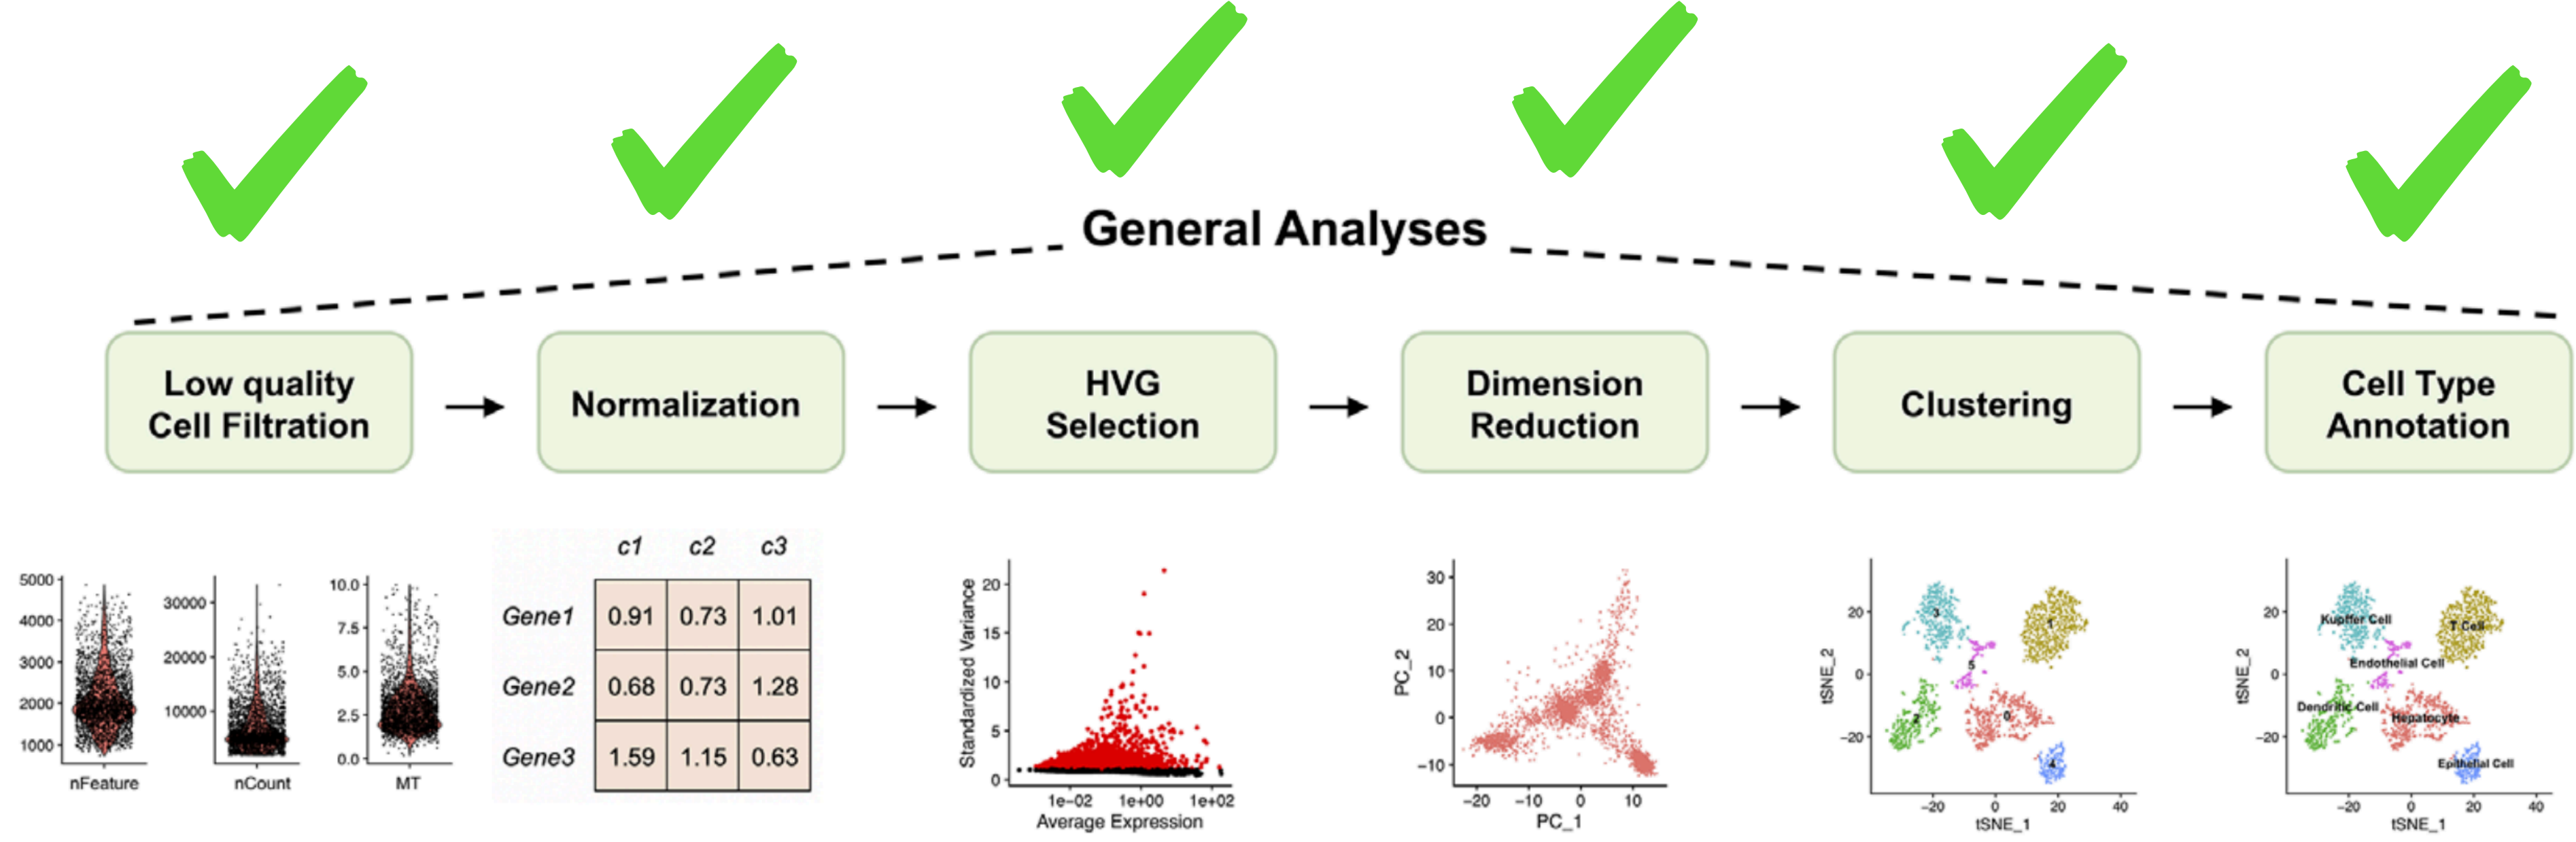 General Analyses
Low quality
Cell Filtration
Normalization
HVG
Selection
Dimension
Reduction
Clustering
Cell Type
Annotation
5000
4000
3000
2000
1000
nFeature
30000
20000
10000
nCount
10.0
7.5
5.0
2.5
0.0
MT
c1 c2 c3
Gene1 0.91 0.73 1.01
Gene2 0.68 0.73 1.28
Gene3 1.59 1.15 0.63
Standardized Variance
20
15
10
5
0
1e-02 1e+00 1e+02
Average Expression
PC_2
30
20
10
0
-10
-20 -10 0 10
PC_1
tSNE_2
20
0
-20
3
1
5
2
0
4
-20 0 20 40
tSNE_1
tSNE_2
20
0
-20
Kupffer Cell
T Cell
Endothelial Cell
Dendritic Cell
Hepatocyte
Epithelial Cell
-20 0 20 40
tSNE_1